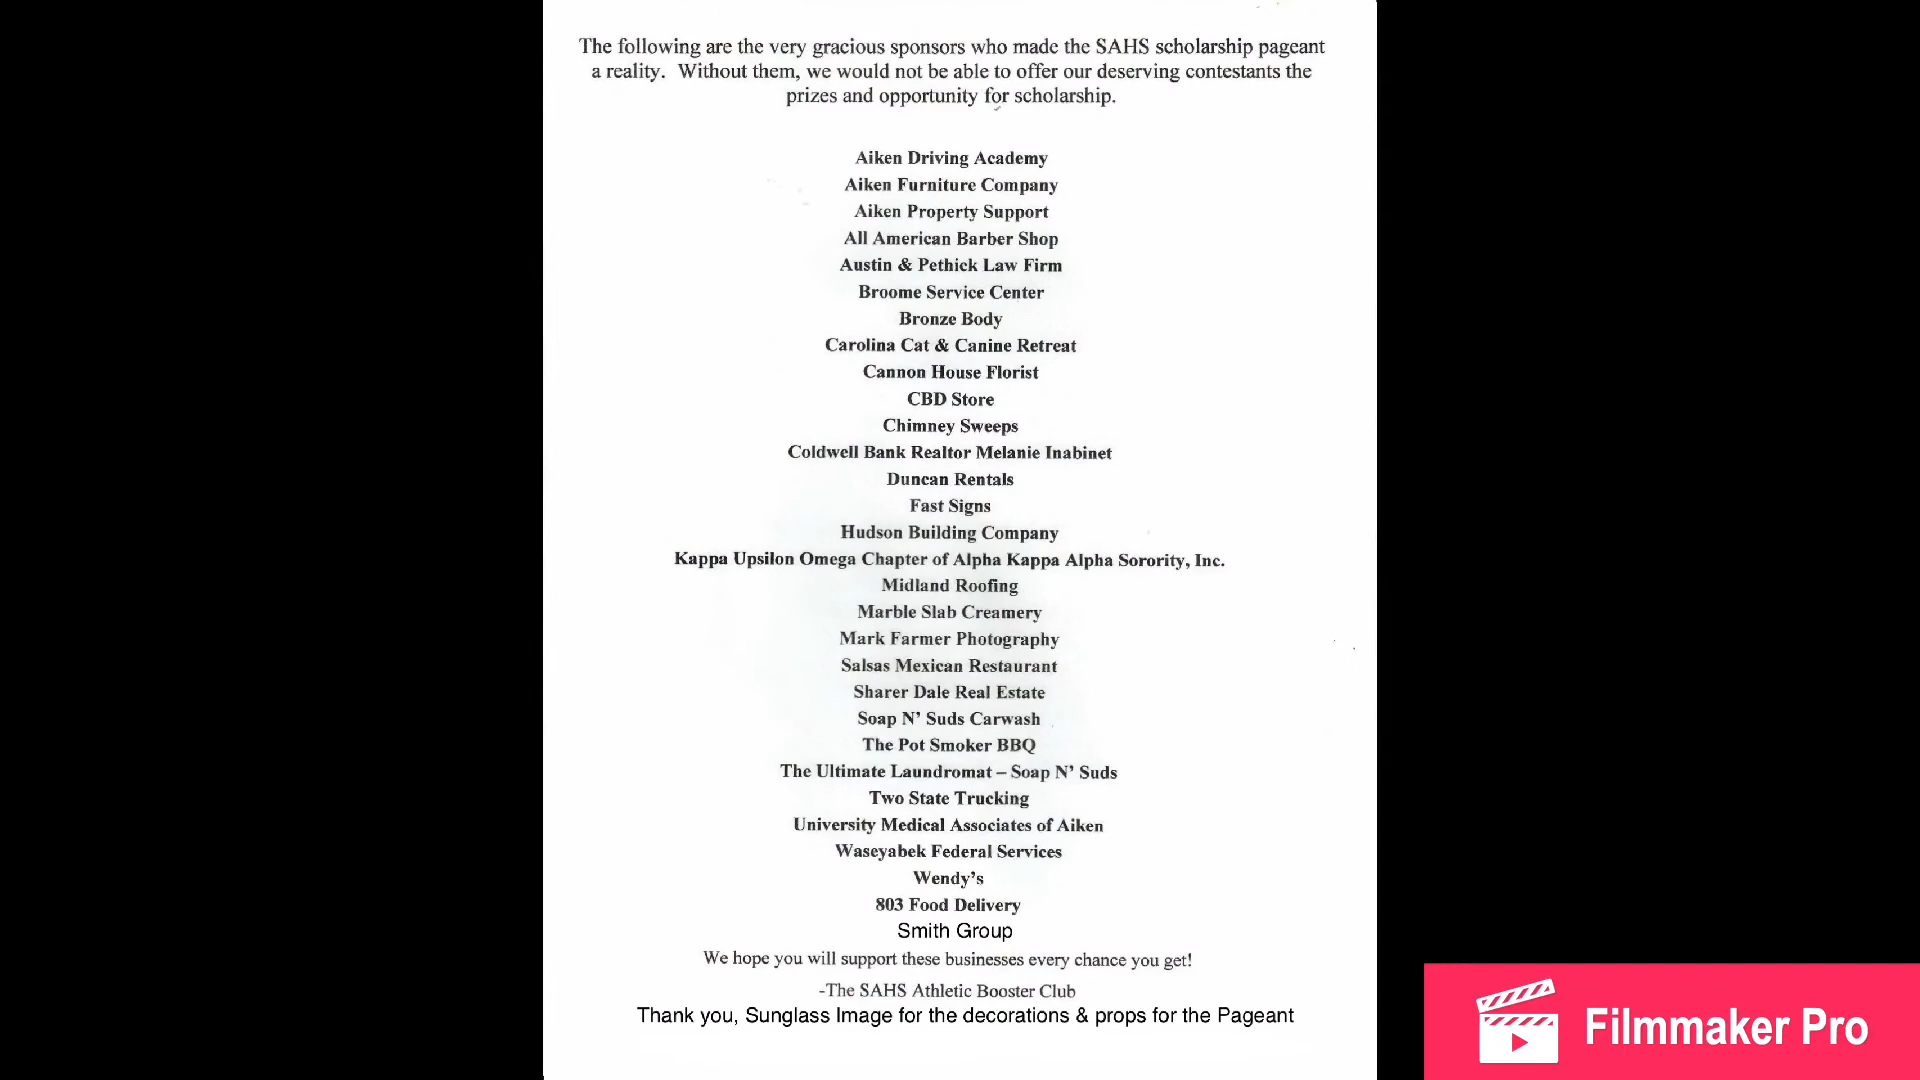 The following are the very gracious sponsors who made the SAHS scholarship pageant
a reality.  Without them, we would not be able to offer our deserving contestants the
prizes and opportunity for scholarship.
Aiken Driving Academy
Aiken Furniture Company
Aiken Property Support
All American Barber Shop
Austin & Pethick Law Firm
Broome Service Center
Bronze Body
Carolina Cat & Canine Retreat
Cannon House Florist
CBD Store
Chimney Sweeps
Coldwell Bank Realtor Melanie Inabinet
Duncan Rentals
Fast Signs
Hudson Building Company
Kappa Upsilon Omega Chapter of Alpha Kappa Alpha Sorority, Inc.
Midland Roofing
Marble Slab Creamery
Mark Farmer Photography
Salsas Mexican Restaurant
Sharer Dale Real Estate
Soap N’ Suds Carwash
The Pot Smoker BBQ
The Ultimate Laundromat – Soap N’ Suds
Two State Trucking
University Medical Associates of Aiken
Waseyabek Federal Services
Wendy’s
803 Food Delivery
Smith Group
We hope you will support these businesses every chance you get!
-The SAHS Athletic Booster Club
Thank you, Sunglass Image for the decorations & props for the Pageant
Filmmaker Pro